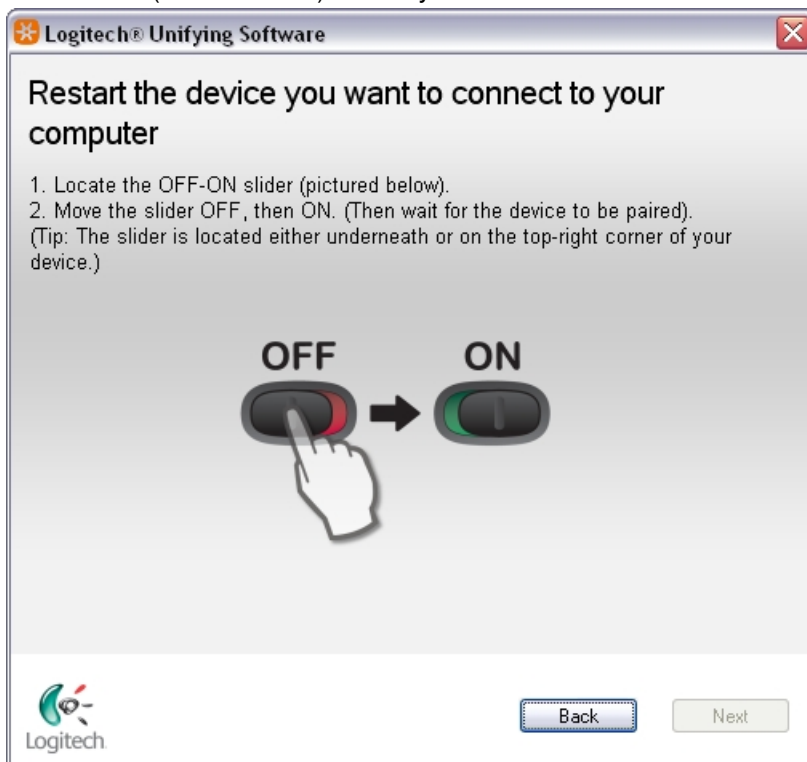 Logitech® Unifying Software
Restart the device you want to connect to your
computer
1. Locate the OFF-ON slider (pictured below).
2. Move the slider OFF, then ON. (Then wait for the device to be paired).
(Tip: The slider is located either underneath or on the top-right corner of your
device.)
OFF ON
Logitech
Back Next